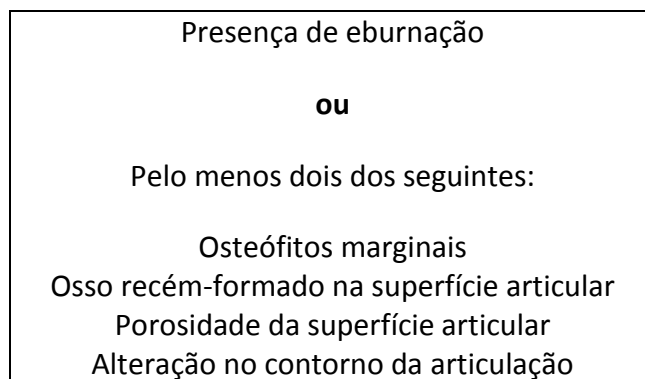 Presença de eburnação
ou
Pelo menos dois dos seguintes:
Osteófitos marginais
Osso recém-formado na superfície articular
Porosidade da superfície articular
Alteração no contorno da articulação